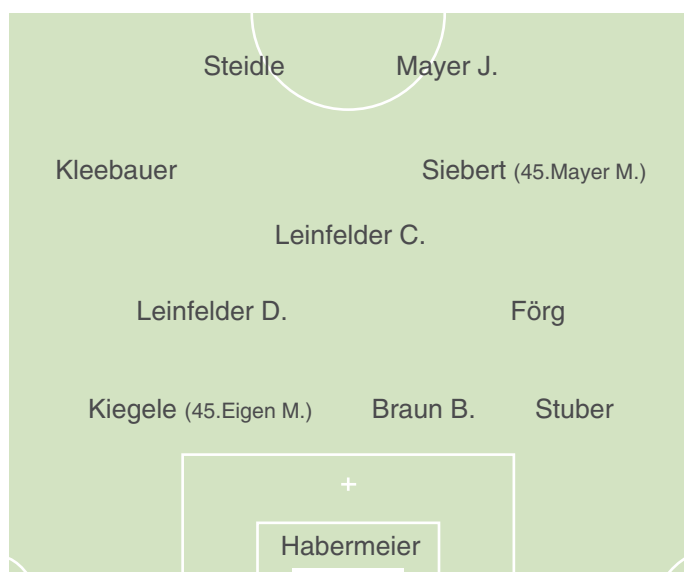 Steidle Mayer J.
Kleebauer Siebert (45.Mayer M.)
Leinfelder C.
Leinfelder D. Förg
Kiegele (45.Eigen M.) Braun B. Stuber
Habermeier